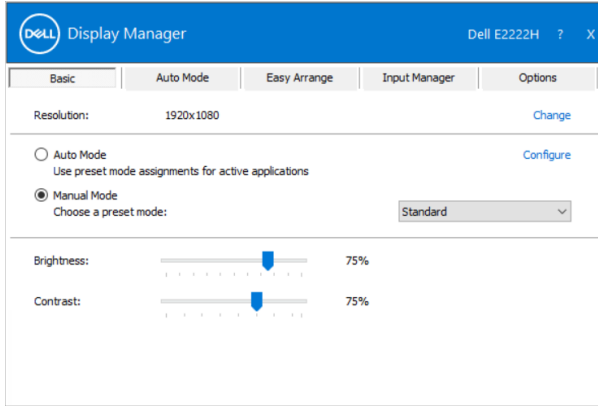 DELL Display Manager Dell E2222H ? X
Basic Auto Mode Easy Arrange Input Manager Options
Resolution: 1920x1080 Change
Auto Mode Configure
Use preset mode assignments for active applications
Manual Mode
Choose a preset mode: Standard
Brightness: 75%
Contrast: 75%